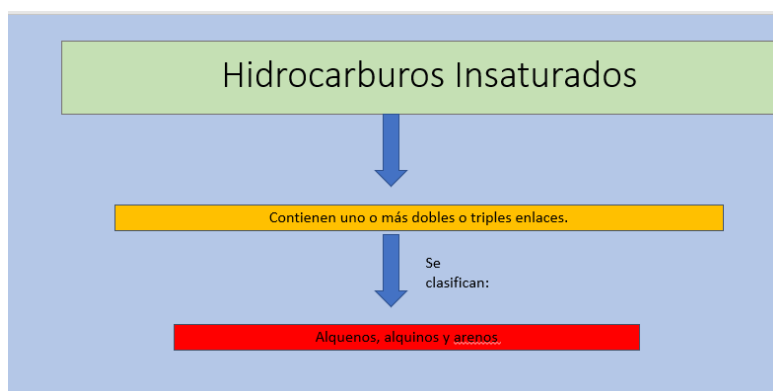 Hidrocarburos Insaturados
Contienen uno o más dobles o triples enlaces.
Se
clasifican:
Alquenos, alquinos y arenos.